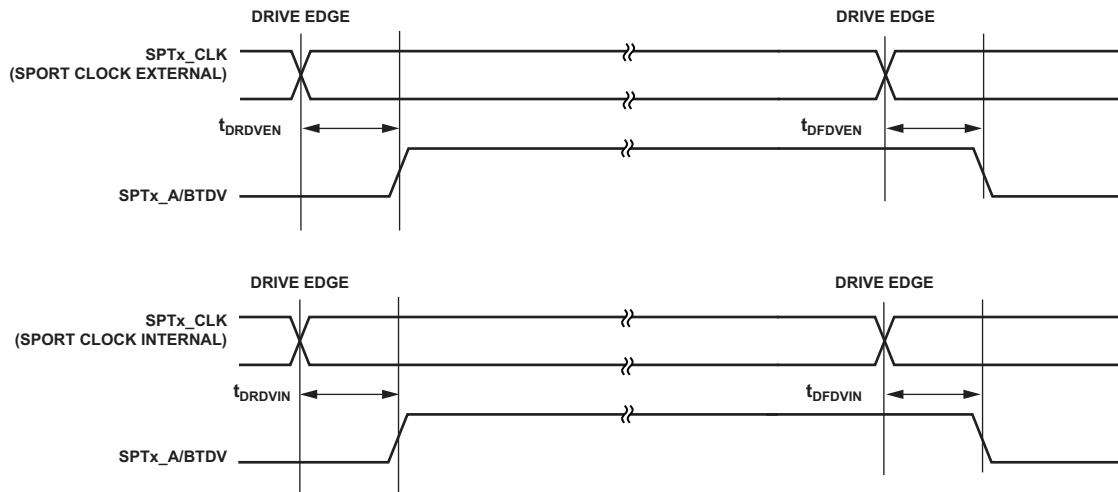 DRIVE EDGE DRIVE EDGE
SPTx_CLK
(SPORT CLOCK EXTERNAL)
tDRDVEN tDFDVEN
SPTx_A/BTDV
DRIVE EDGE DRIVE EDGE
SPTx_CLK
(SPORT CLOCK INTERNAL)
tDRDVIN tDFDVIN
SPTx_A/BTDV